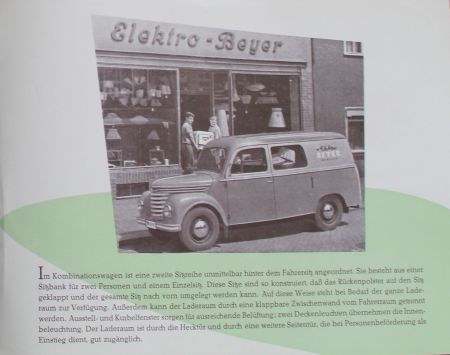 Elektro-Beyer
Elektro
BEYER
Im Kombinationswagen ist eine zweite Sitzreihe unmittelbar hinter dem Fahrersitz angeordnet. Sie besteht aus einer
Sitzbank für zwei Personen und einem Einzelsitz. Diese Sitze sind so konstruiert, daß das Rückenpolster auf den Sitz
geklappt und der gesamte Sitz nach vorn umgelegt werden kann. Auf diese Weise steht bei Bedarf der ganze Lade-
raum zur Verfügung. Außerdem kann der Laderaum durch eine klappbare Zwischenwand vom Fahrerraum getrennt
werden. Ausstell- und Kurbelfenster sorgen für ausreichende Belüftung; zwei Deckenleuchten übernehmen die Innen-
beleuchtung. Der Laderaum ist durch die Hecktür und durch eine weitere Seitentür, die bei Personenbeförderung als
Einstieg dient, gut zugänglich.